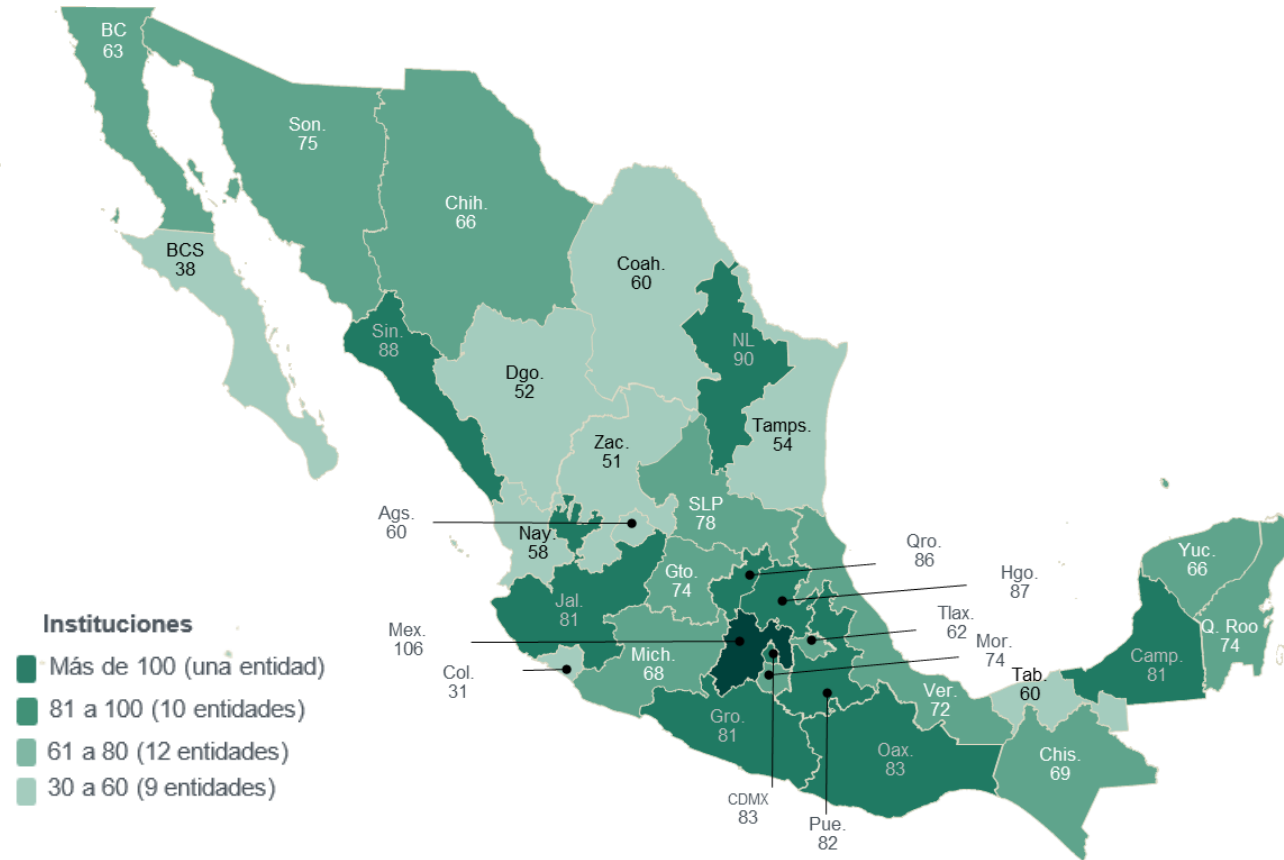 BC
63
Son.
75
Chih.
66
BCS
38
Coah.
60
Sin.
88
NL
90
Dgo.
52
Tamps.
54
Zac.
51
SLP
78
Ags.
60
Nay.
58
Qro.
86
Hgo.
87
Yuc.
66
Gto.
74
Jal.
81
Tlax.
62
Q. Roo
74
Mex.
106
Mor.
74
Mich.
68
Camp.
81
Col.
31
Tab.
60
Ver.
72
Gro.
81
Oax.
83
Chis.
69
CDMX
83
Pue.
82
Instituciones
Más de 100 (una entidad)
81 a 100 (10 entidades)
61 a 80 (12 entidades)
30 a 60 (9 entidades)